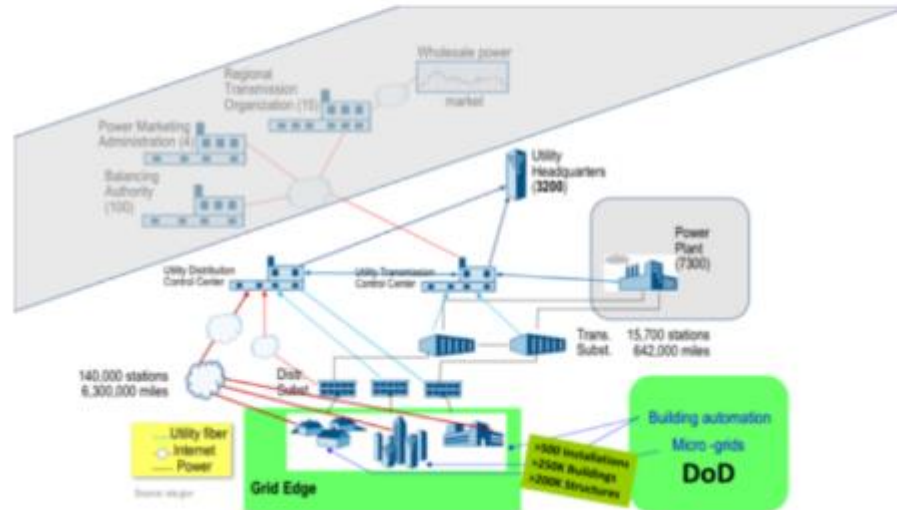 Wholesale power
market
Regional
Transmission
Organization (10)
Power Marketing
Administration (4)
Balancing
Authority
(100)
Utility
Headquarters
(3200)
Power
Plant
(7300)
Utility Distribution
Control Center
Utility Transmission
Control Center
Trans.
Subst.
15,700 stations
642,000 miles
Distr.
Subst.
140,000 stations
6,300,000 miles
Utility fiber
Internet
Power
Grid Edge
>500 Installations
>250K Buildings
>200K Structures
Building automation
Micro -grids
DoD